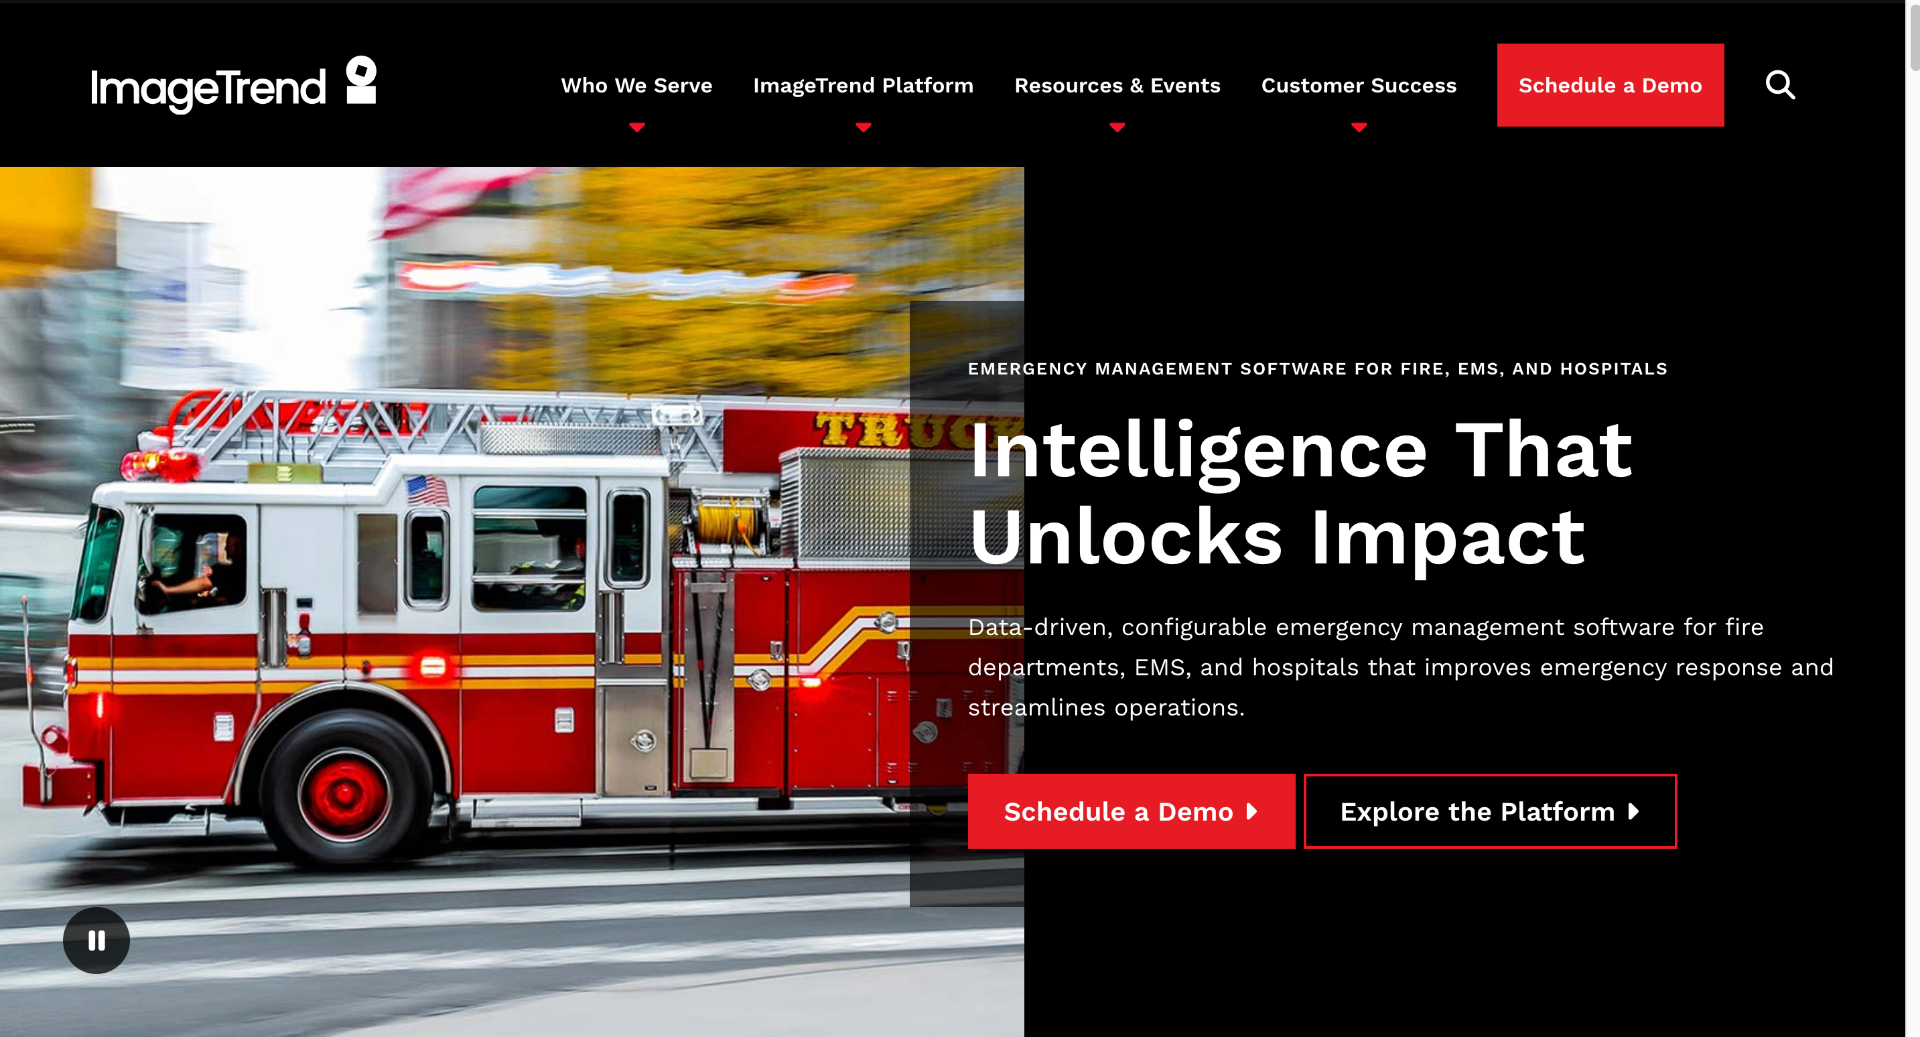 ImageTrend
Who We Serve
ImageTrend Platform
Resources & Events
Customer Success
Schedule a Demo
EMERGENCY MANAGEMENT SOFTWARE FOR FIRE, EMS, AND HOSPITALS
TRUCK
Intelligence That
Unlocks Impact
Data-driven, configurable emergency management software for fire
departments, EMS, and hospitals that improves emergency response and
streamlines operations.
Schedule a Demo
Explore the Platform